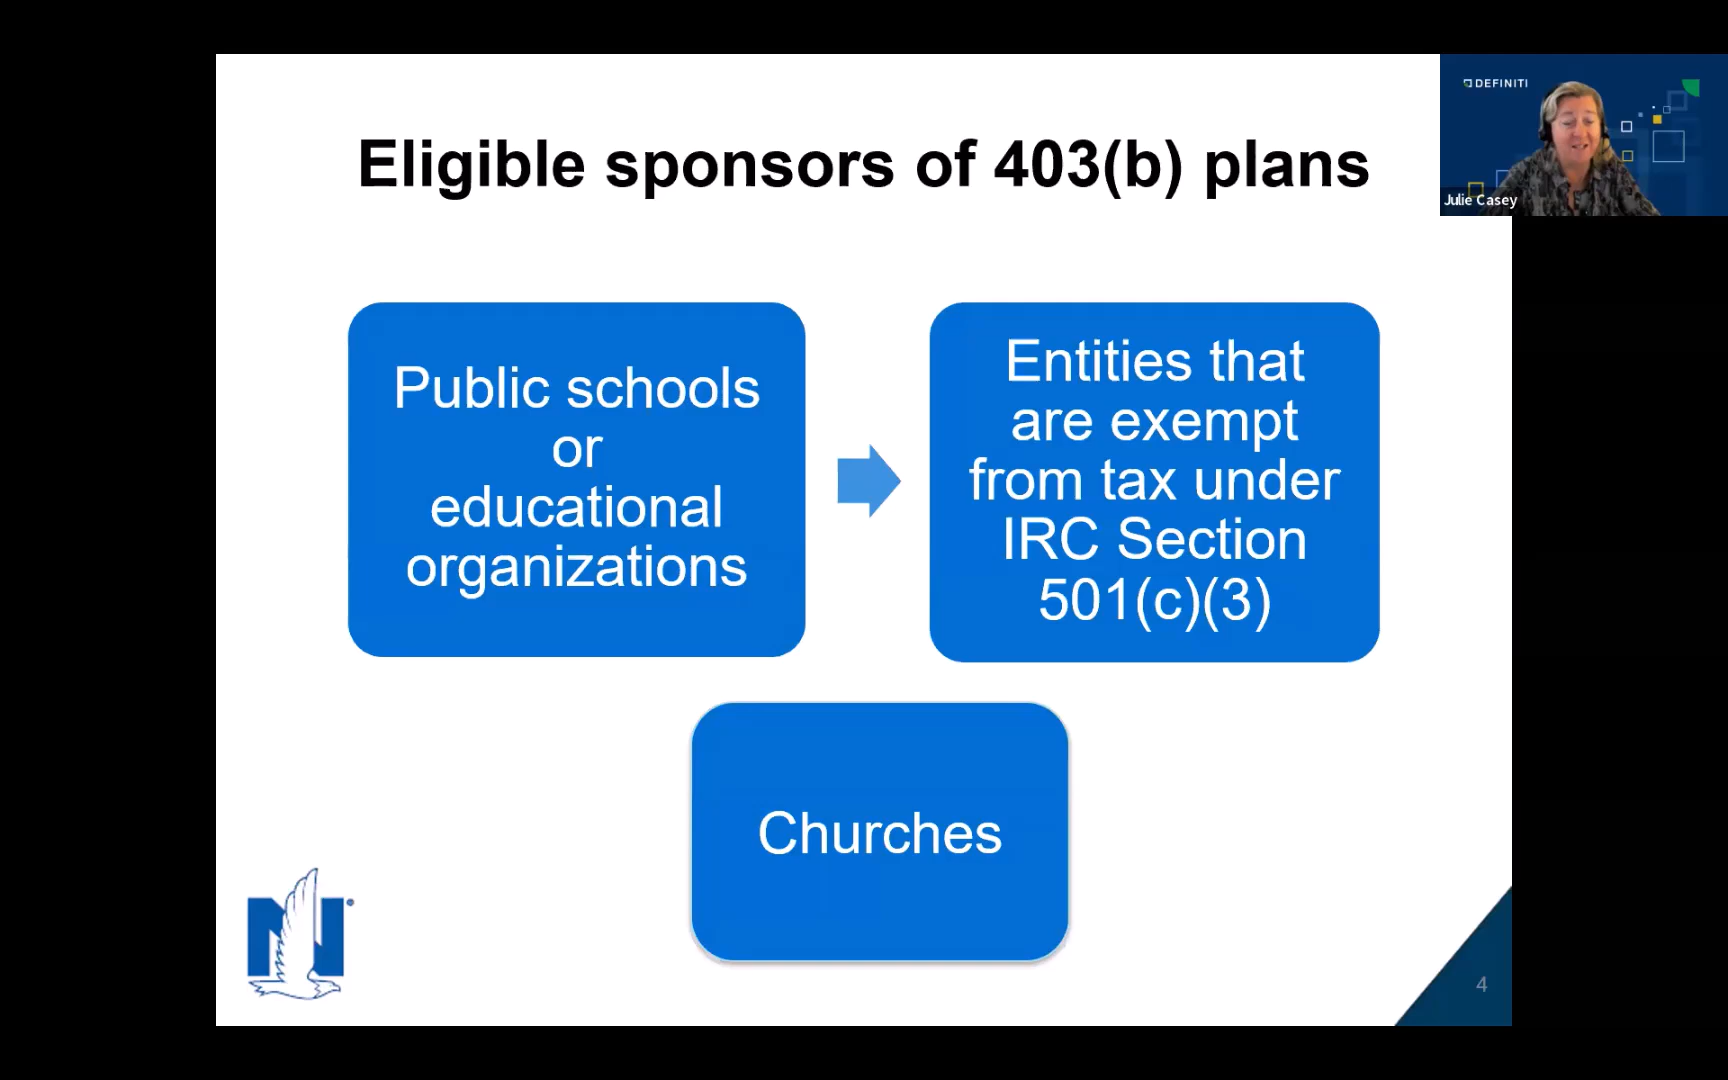 Eligible sponsors of 403(b) plans
DEFINITI
Julie Casey
Public schools
or
educational
organizations
Entities that
are exempt
from tax under
IRC Section
501(c)(3)
Churches
N
4